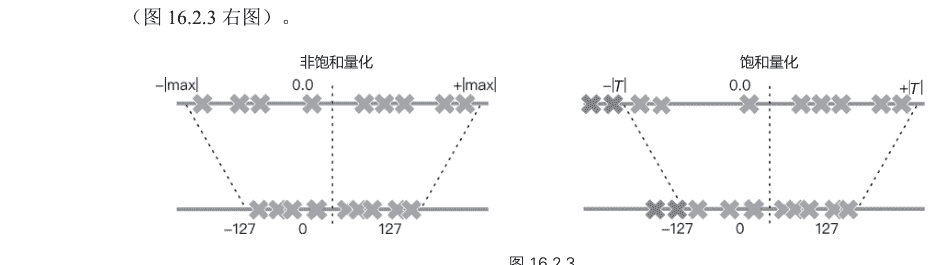 （图 16.2.3 右图）。
非饱和量化
饱和量化
−|max| 0.0 +|max|
−|T| 0.0 +|T|
−127 0 127
−127 0 127
图 16.2.3